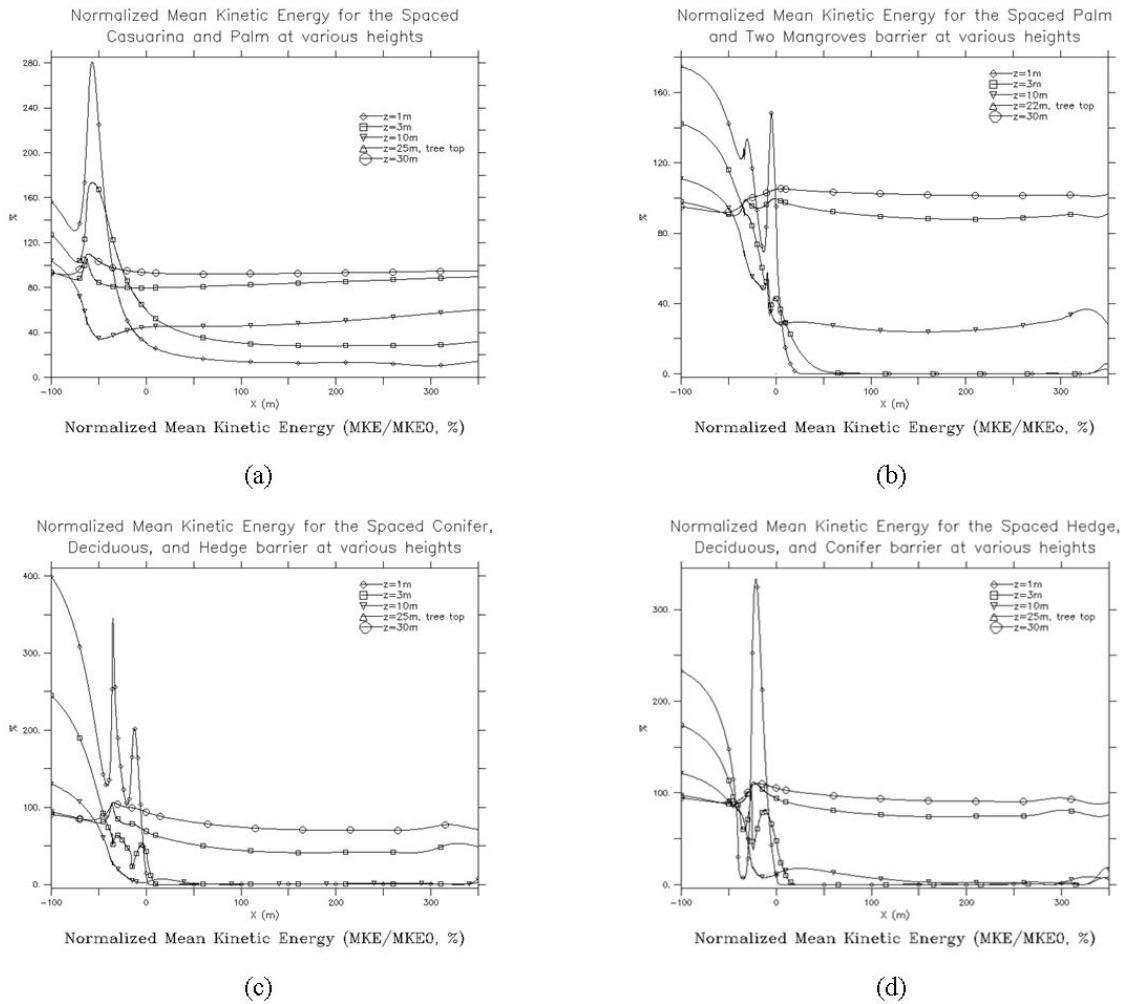 Normalized Mean Kinetic Energy for the Spaced
Casuarina and Palm at various heights
280.
240.
200.
160.
120.
80.
40.
0.
z=1m
z=3m
z=10m
z=25m, tree top
z=30m
-100
-50
0
50
100
150
200
250
300
X (m)
Normalized Mean Kinetic Energy (MKE/MKE0, %)
(a)
Normalized Mean Kinetic Energy for the Spaced Palm
and Two Mangroves barrier at various heights
160.
120.
80.
40.
0.
z=1m
z=3m
z=10m
z=22m, tree top
z=30m
-100
0
100
200
300
X (m)
Normalized Mean Kinetic Energy (MKE/MKEo, %)
(b)
Normalized Mean Kinetic Energy for the Spaced Conifer,
Deciduous, and Hedge barrier at various heights
400.
300.
200.
100.
0.
z=1m
z=3m
z=10m
z=25m, tree top
z=30m
-100
0
100
200
300
X (m)
Normalized Mean Kinetic Energy (MKE/MKE0, %)
(c)
Normalized Mean Kinetic Energy for the Spaced Hedge,
Deciduous, and Conifer barrier at various heights
300.
200.
100.
0.
z=1m
z=3m
z=10m
z=25m, tree top
z=30m
-100
0
100
200
300
X (m)
Normalized Mean Kinetic Energy (MKE/MKE0, %)
(d)